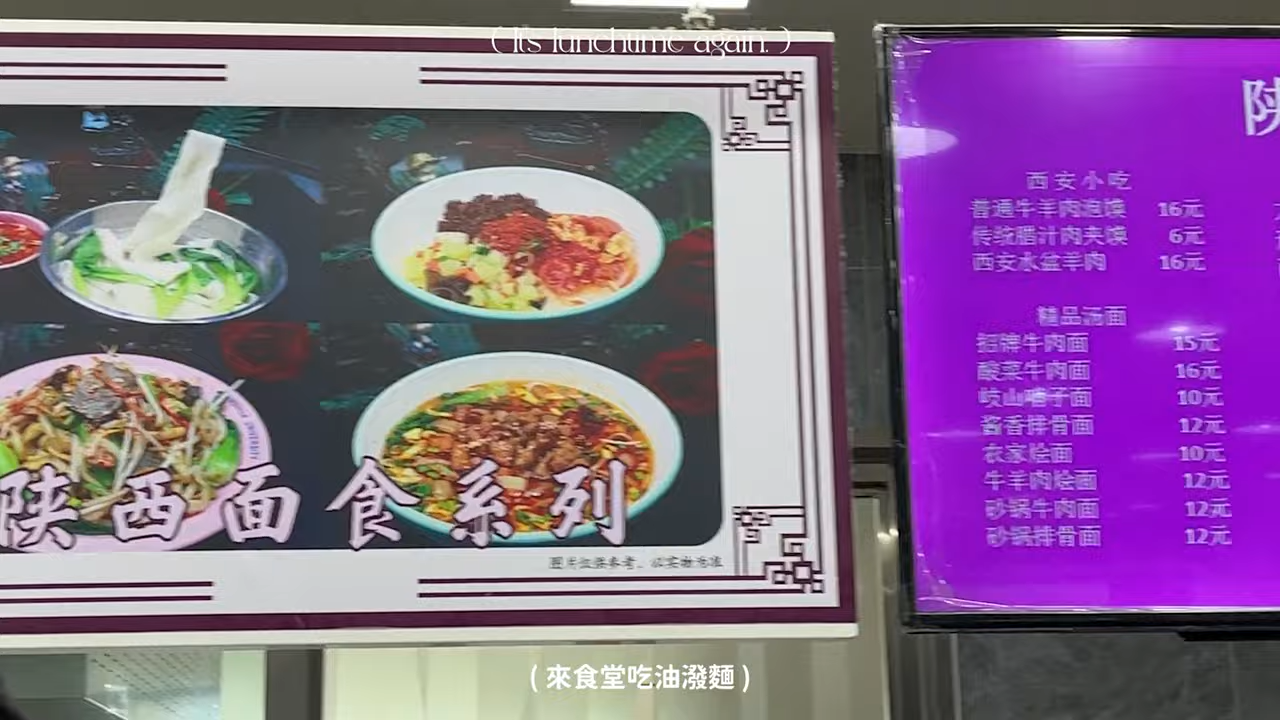 ( It's lunchtime again. )
陕西面食系列
图片仅供参考，以实物为准
陕
西安小吃
普通牛羊肉泡馍 16元
传统腊汁肉夹馍 6元
西安水盆羊肉 16元
精品汤面
招牌牛肉面 15元
酸菜牛肉面 16元
岐山嘈子面 10元
酱香排骨面 12元
农家烩面 10元
牛羊肉烩面 12元
砂锅牛肉面 12元
砂锅排骨面 12元
( 來食堂吃油潑麵 )